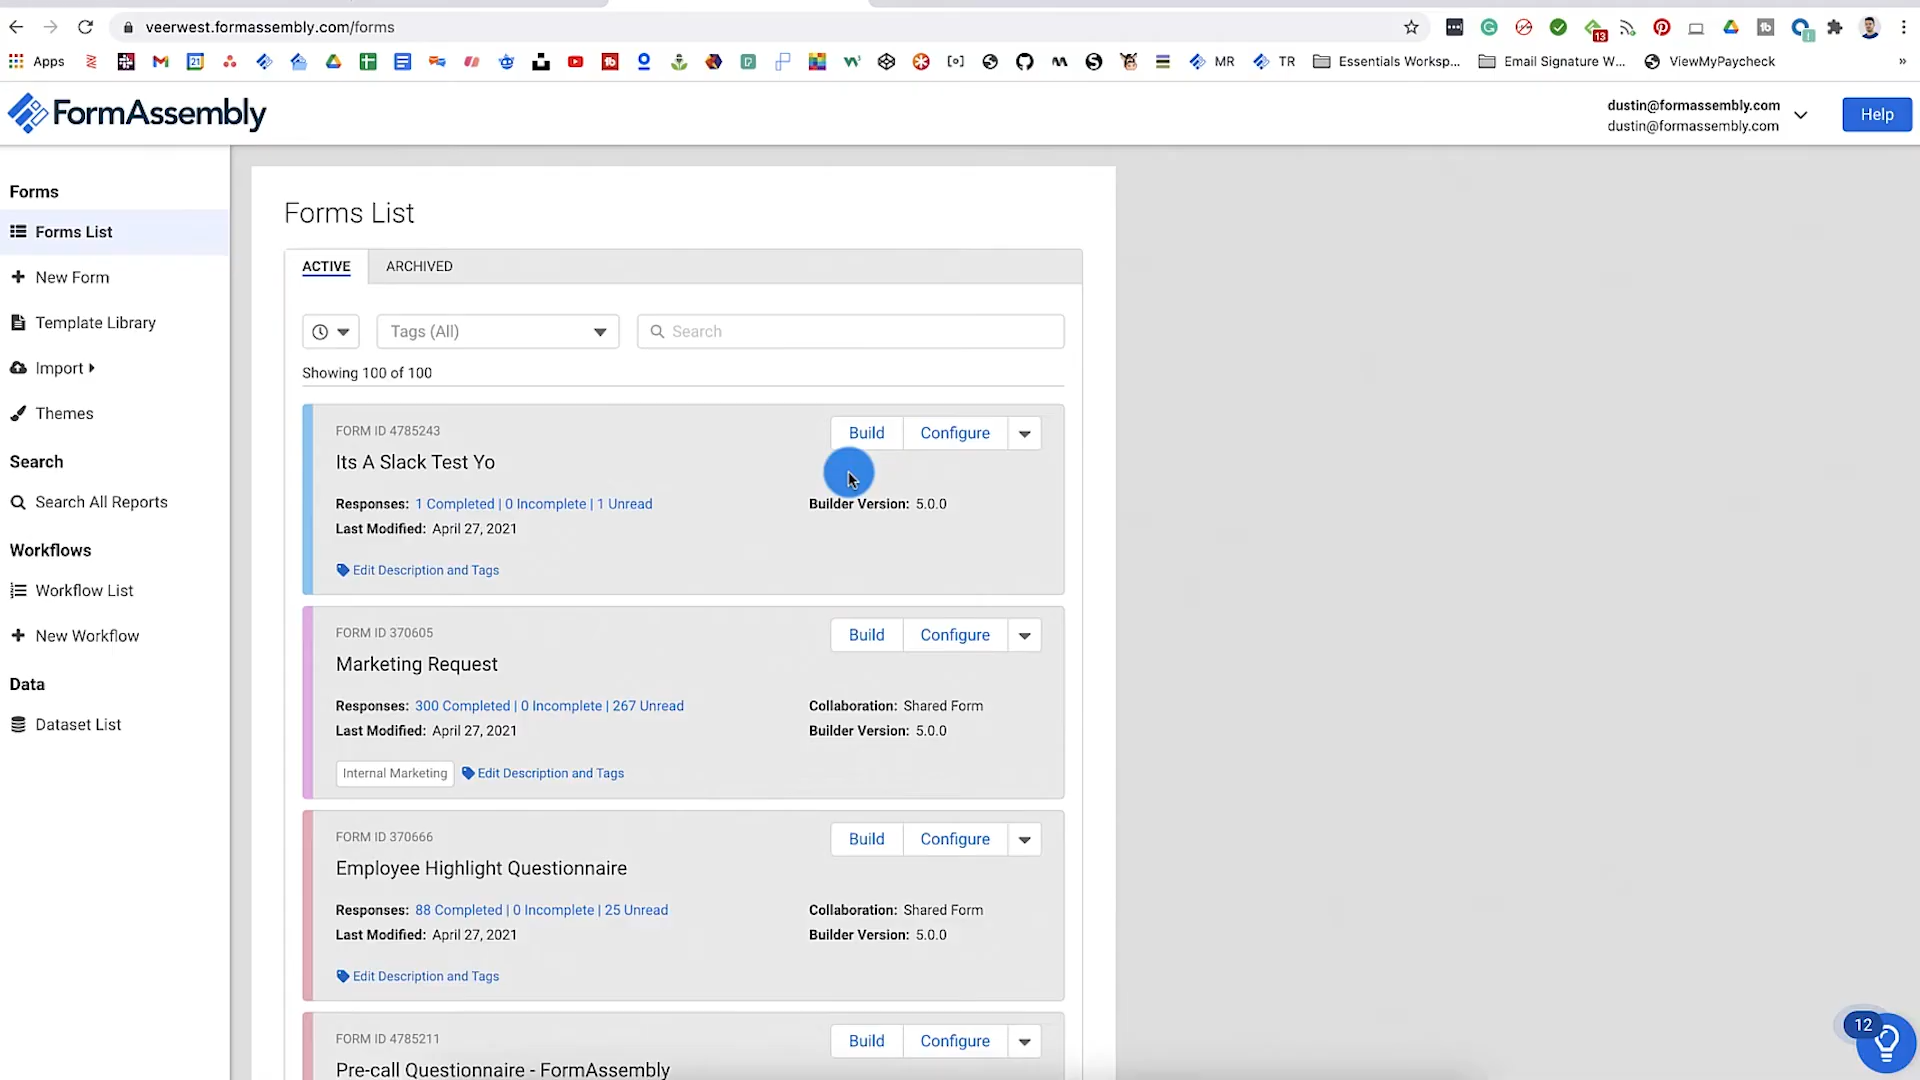 veerwest.formassembly.com/forms
13
Apps
21
MR
TR
Essentials Worksp...
Email Signature W...
ViewMyPaycheck
»
FormAssembly
dustin@formassembly.com
dustin@formassembly.com
Help
Forms
Forms List
New Form
Template Library
Import
Themes
Search
Search All Reports
Workflows
Workflow List
New Workflow
Data
Dataset List
Forms List
ACTIVE
ARCHIVED
Tags (All)
Search
Showing 100 of 100
FORM ID 4785243
Build
Configure
Its A Slack Test Yo
Responses: 1 Completed | 0 Incomplete | 1 Unread
Builder Version: 5.0.0
Last Modified: April 27, 2021
Edit Description and Tags
FORM ID 370605
Build
Configure
Marketing Request
Responses: 300 Completed | 0 Incomplete | 267 Unread
Collaboration: Shared Form
Last Modified: April 27, 2021
Builder Version: 5.0.0
Internal Marketing
Edit Description and Tags
FORM ID 370666
Build
Configure
Employee Highlight Questionnaire
Responses: 88 Completed | 0 Incomplete | 25 Unread
Collaboration: Shared Form
Last Modified: April 27, 2021
Builder Version: 5.0.0
Edit Description and Tags
FORM ID 4785211
Build
Configure
Pre-call Questionnaire - FormAssembly
12